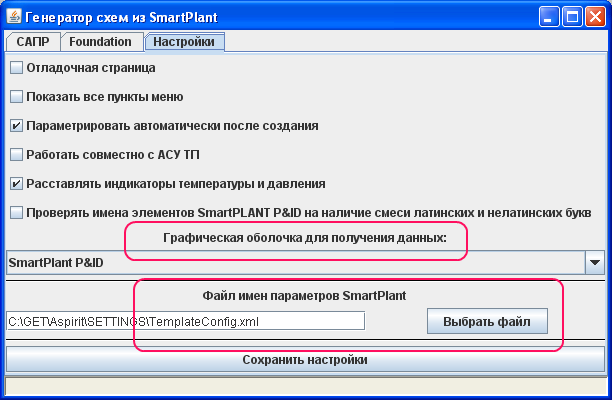 Генератор схем из SmartPlant
САПР Foundation Настройки
Отладочная страница
Показать все пункты меню
Параметрировать автоматически после создания
Работать совместно с АСУ ТП
Расставлять индикаторы температуры и давления
Проверять имена элементов SmartPLANT P&ID на наличие смеси латинских и нелатинских букв
Графическая оболочка для получения данных:
SmartPlant P&ID
Файл имен параметров SmartPlant
C:\GET\Aspirit\SETTINGS\TemplateConfig.xml Выбрать файл
Сохранить настройки